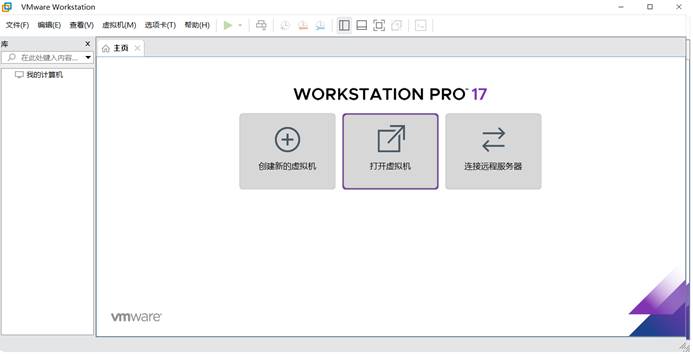 VMware Workstation
文件(F) 编辑(E) 查看(V) 虚拟机(M) 选项卡(T) 帮助(H)
库
在此处键入内容...
我的计算机
主页
WORKSTATION PRO™ 17
创建新的虚拟机
打开虚拟机
连接远程服务器
vmware